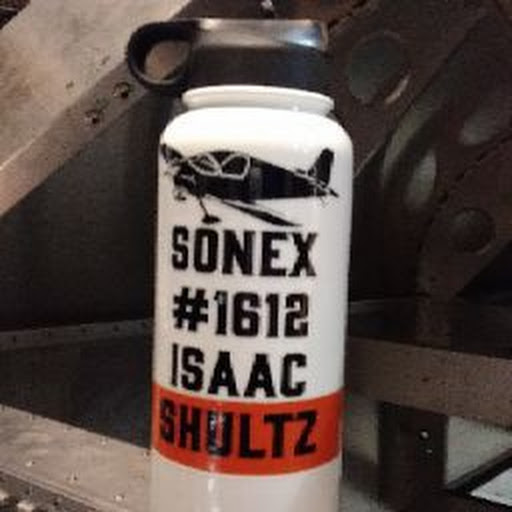 SONEX
#1612
ISAAC
SHULTZ